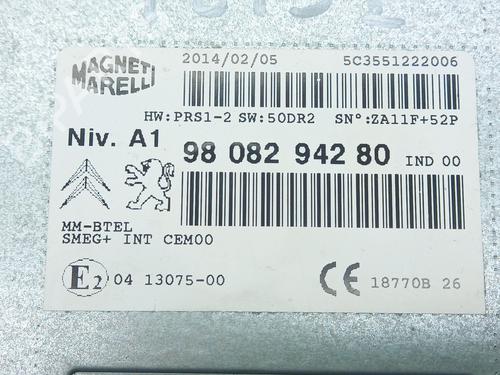 MAGNETI
MARELLI
2014/02/05 5C3551222006
HW:PRS1-2 SW:50DR2 SN°:ZA11F+52P
Niv. A1
98 082 942 80 IND 00
MM-BTEL
SMEG+ INT CEM00
E2 04 13075-00
CE 18770B 26